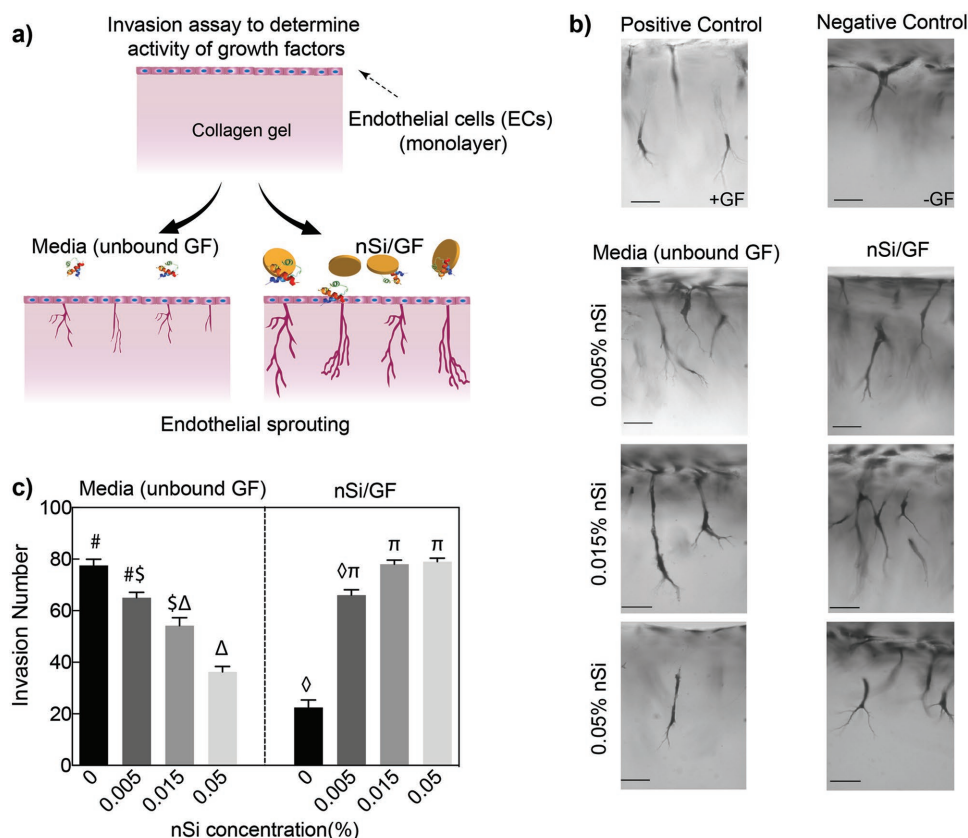 a)
Invasion assay to determine
activity of growth factors
Collagen gel
Endothelial cells (ECs)
(monolayer)
Media (unbound GF)
nSi/GF
Endothelial sprouting
b)
Positive Control
Negative Control
+GF
-GF
Media (unbound GF)
nSi/GF
0.005% nSi
0.015% nSi
0.05% nSi
c)
Media (unbound GF)
nSi/GF
Invasion Number
100
80
60
40
20
0
#
#$
$Δ
Δ
◊
◊π
π
π
0
0.005
0.015
0.05
0
0.005
0.015
0.05
nSi concentration(%)